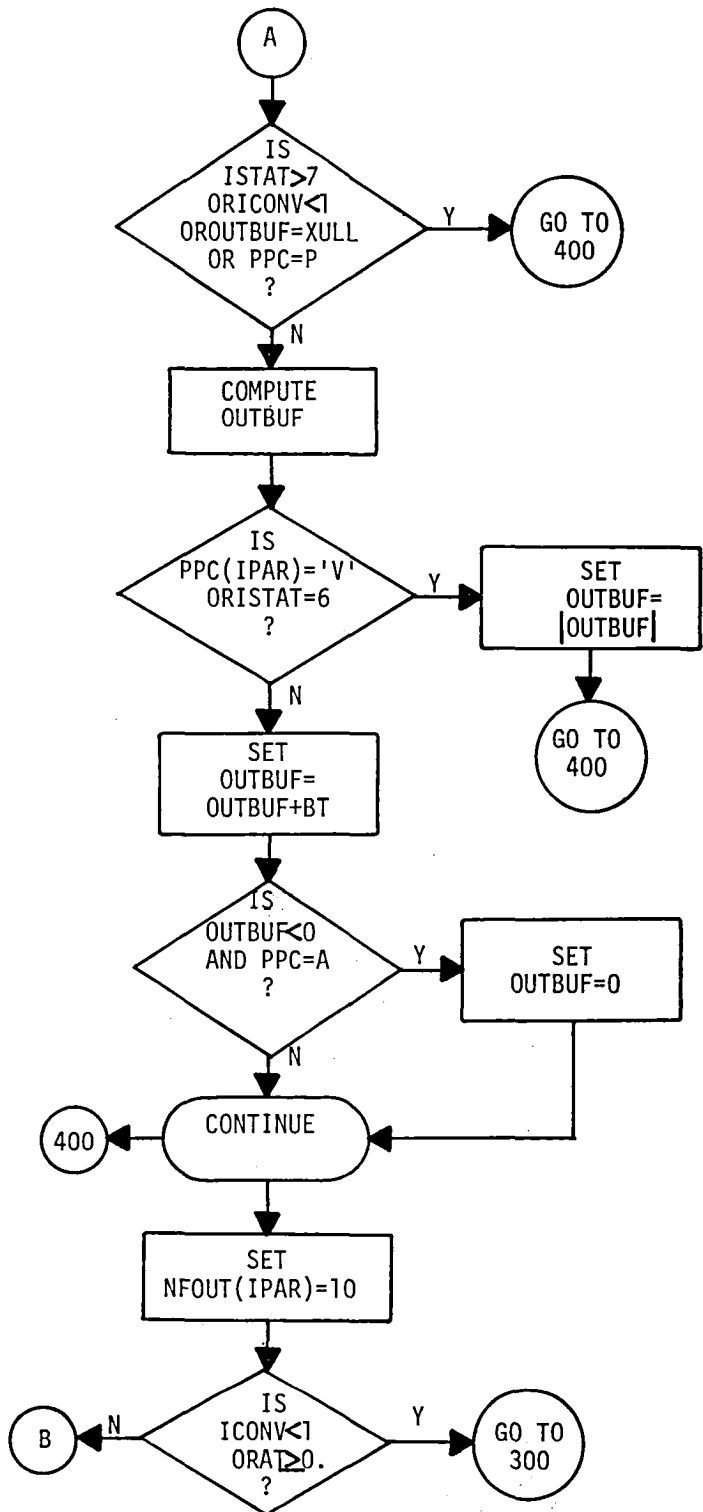 A
IS
ISTAT>7
ORICONV<1
OROUTBUF=XULL
OR PPC=P
?
Y
GO TO
400
N
COMPUTE
OUTBUF
IS
PPC(IPAR)='V'
ORISTAT=6
?
Y
SET
OUTBUF=
|OUTBUF|
GO TO
400
N
SET
OUTBUF=
OUTBUF+BT
IS
OUTBUF<0
AND PPC=A
?
Y
SET
OUTBUF=0
N
CONTINUE
400
SET
NFOUT(IPAR)=10
IS
ICONV<1
ORAT≥0.
?
N
B
Y
GO TO
300